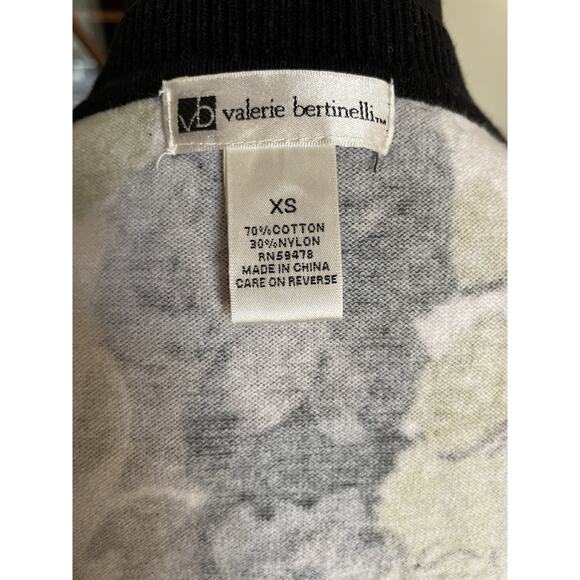 vb valerie bertinelli™
XS
70%COTTON
30%NYLON
RN59478
MADE IN CHINA
CARE ON REVERSE